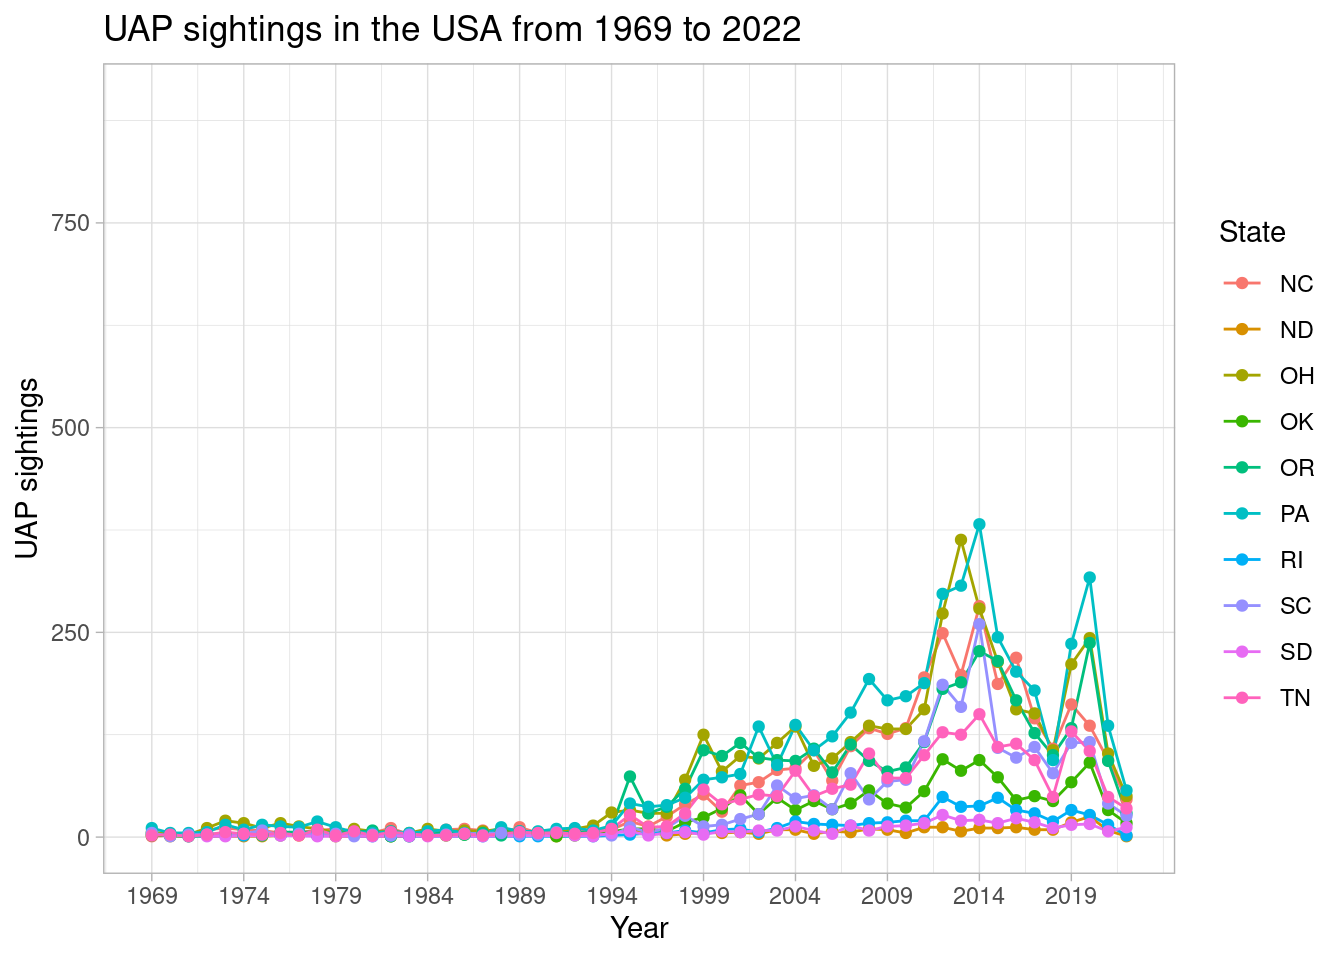 UAP sightings in the USA from 1969 to 2022
750
500
250
0
UAP sightings
1969 1974 1979 1984 1989 1994 1999 2004 2009 2014 2019
Year
State
NC
ND
OH
OK
OR
PA
RI
SC
SD
TN